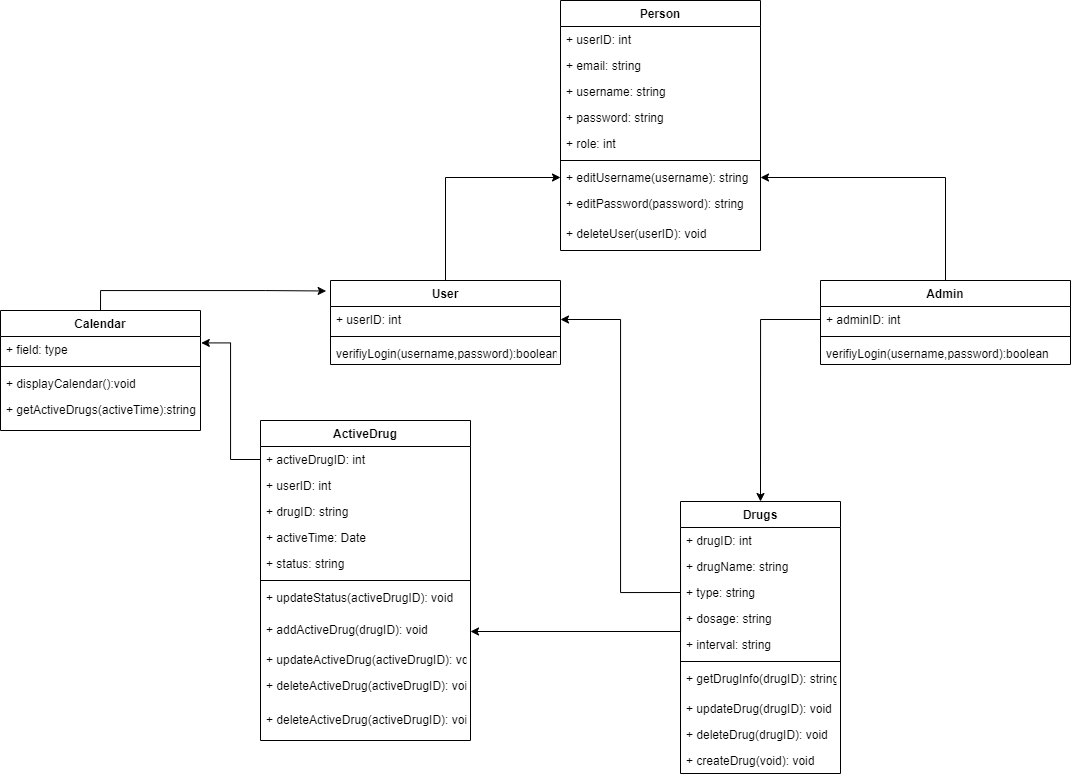 Person
+ userID: int
+ email: string
+ username: string
+ password: string
+ role: int
+ editUsername(username): string
+ editPassword(password): string
+ deleteUser(userID): void
User
+ userID: int
verifiyLogin(username,password):boolean
Admin
+ adminID: int
verifiyLogin(username,password):boolean
Calendar
+ field: type
+ displayCalendar():void
+ getActiveDrugs(activeTime):string
ActiveDrug
+ activeDrugID: int
+ userID: int
+ drugID: string
+ activeTime: Date
+ status: string
+ updateStatus(activeDrugID): void
+ addActiveDrug(drugID): void
+ updateActiveDrug(activeDrugID): vo
+ deleteActiveDrug(activeDrugID): voi
+ deleteActiveDrug(activeDrugID): voi
Drugs
+ drugID: int
+ drugName: string
+ type: string
+ dosage: string
+ interval: string
+ getDrugInfo(drugID): string
+ updateDrug(drugID): void
+ deleteDrug(drugID): void
+ createDrug(void): void